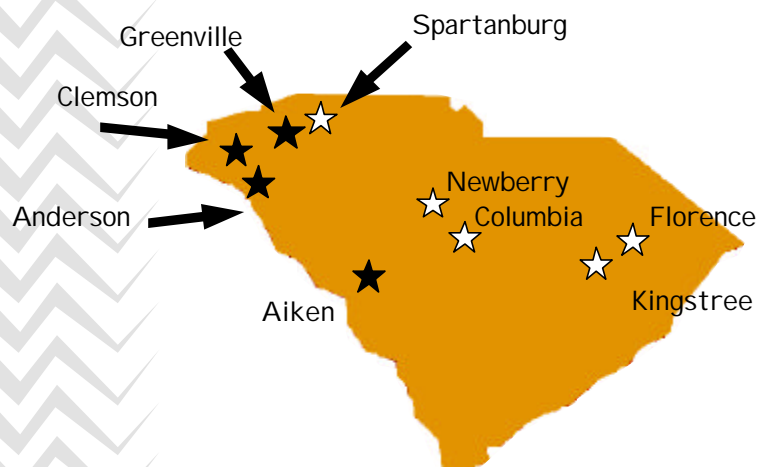 Spartanburg
Greenville
Clemson
Newberry
Anderson
Columbia
Florence
Kingstree
Aiken